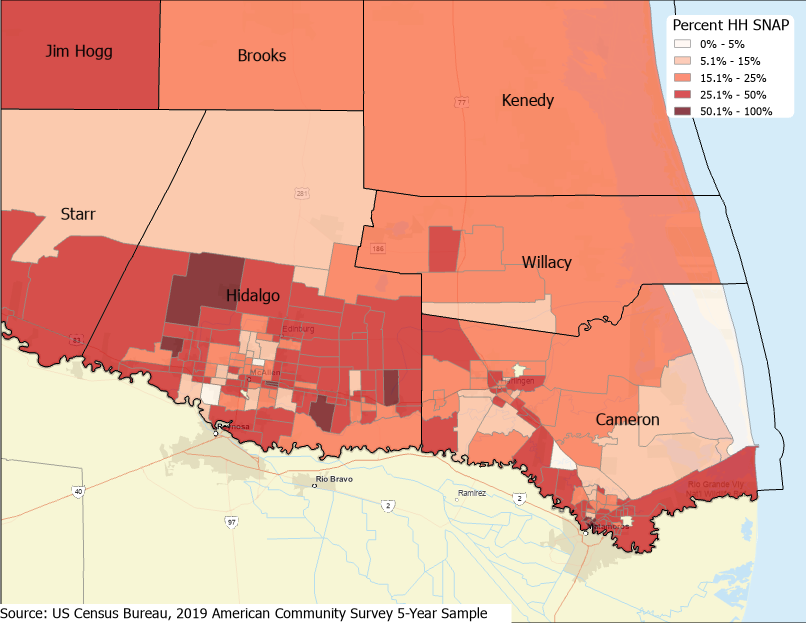 Percent HH SNAP
0% - 5%
5.1% - 15%
15.1% - 25%
25.1% - 50%
50.1% - 100%
Jim Hogg
Brooks
Kenedy
77
281
Starr
186
Willacy
Hidalgo
Edinburg
83
McAllen
Cameron
Reynosa
Rio Bravo
Ramirez
Rio Grande Vly
Matamoros
40
97
2
2
Source: US Census Bureau, 2019 American Community Survey 5-Year Sample